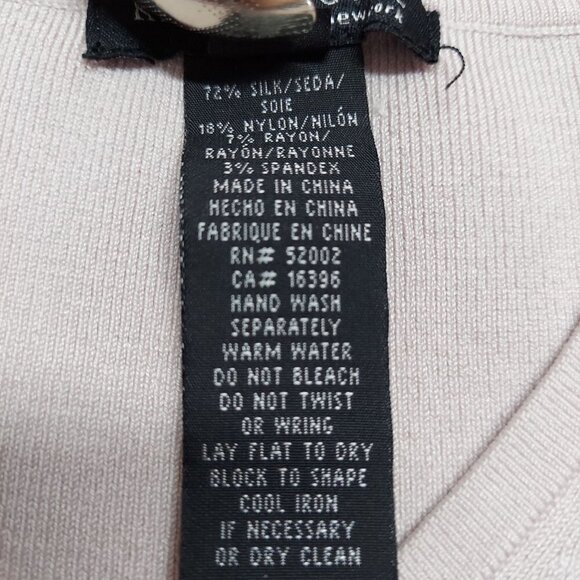 New York
72% SILK/SEDA/
SOIE
18% NYLON/NILÓN
7% RAYON/
RAYÓN/RAYONNE
3% SPANDEX
MADE IN CHINA
HECHO EN CHINA
FABRIQUE EN CHINE
RN# 52002
CA# 16396
HAND WASH
SEPARATELY
WARM WATER
DO NOT BLEACH
DO NOT TWIST
OR WRING
LAY FLAT TO DRY
BLOCK TO SHAPE
COOL IRON
IF NECESSARY
OR DRY CLEAN